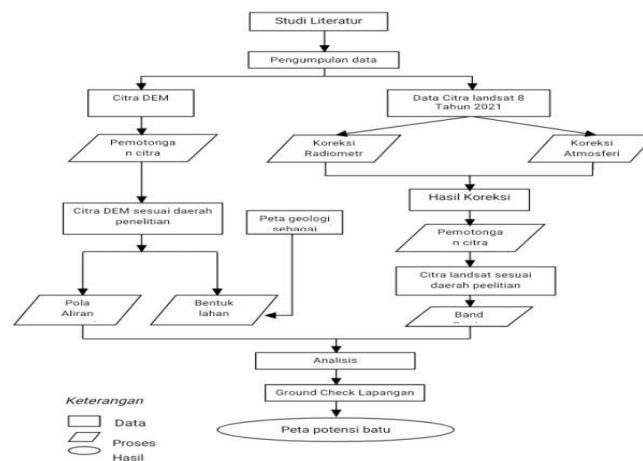 Studi Literatur
Pengumpulan data
Citra DEM
Data Citra landsat 8
Tahun 2021
Pemotonga
n citra
Koreksi
Radiometr
Koreksi
Atmosferi
Hasil Koreksi
Citra DEM sesuai daerah
penelitian
Peta geologi
sebagai
Pemotonga
n citra
Citra landsat sesuai
daerah peelitian
Pola
Aliran
Bentuk
lahan
Band
Analisis
Ground Check Lapangan
Peta potensi batu
Keterangan
Data
Proses
Hasil